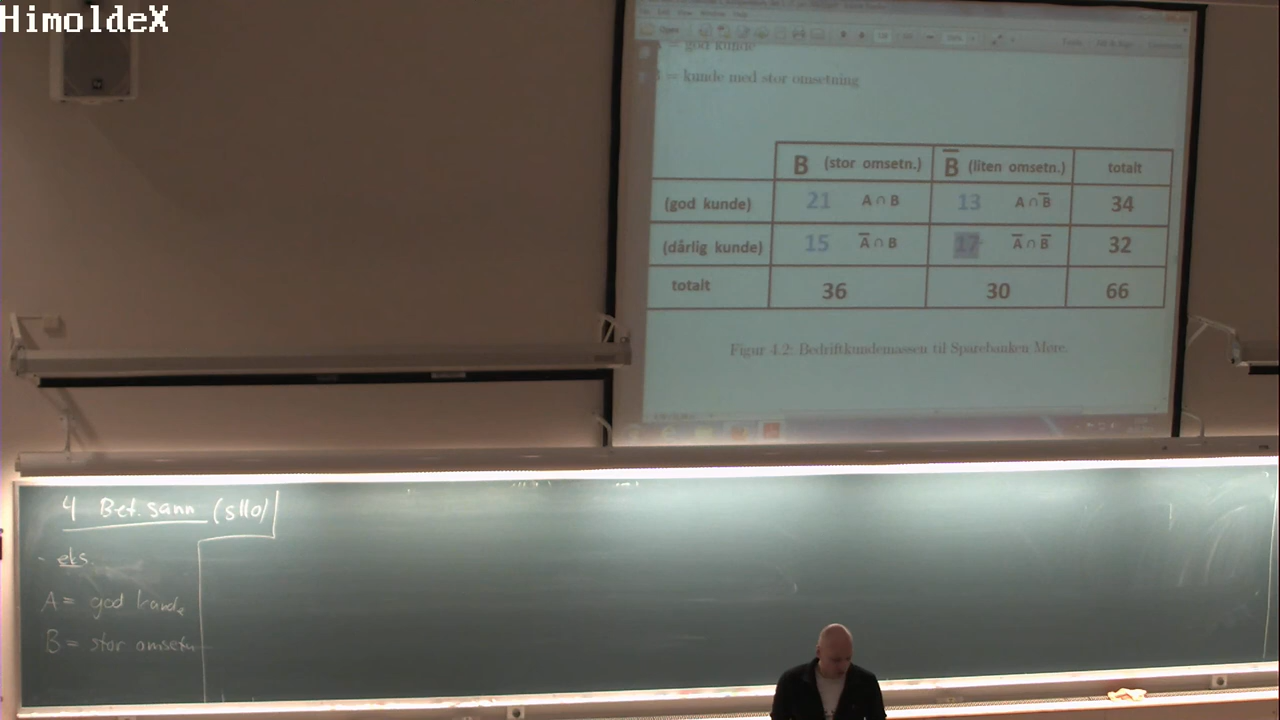 HimoldeX
A = god kunde
B = kunde med stor omsetning
B (stor omsetn.) B̅ (liten omsetn.) totalt
(god kunde) 21 A ∩ B 13 A ∩ B̅ 34
(dårlig kunde) 15 A̅ ∩ B 17 A̅ ∩ B̅ 32
totalt 36 30 66
Figur 4.2: Bedriftkundemassen til Sparebanken Møre.
4 Bet. sann (s110)
- eks.
A = god kunde
B = stor omsetn